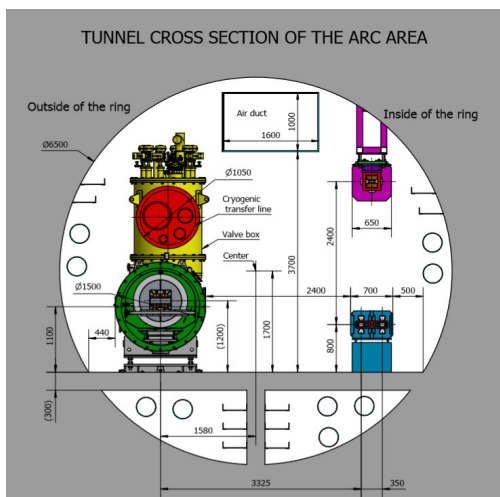 TUNNEL CROSS SECTION OF THE ARC AREA
Outside of the ring
Inside of the ring
Air duct
1600
1000
Ø6500
Ø1050
Cryogenic
transfer line
Valve box
Center
650
2400
3700
Ø1500
2400
700
500
1100
440
(1200)
1700
800
(300)
1580
3325
350